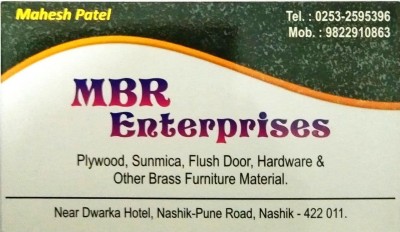 Mahesh Patel
Tel. : 0253-2595396
Mob. : 9822910863
MBR
Enterprises
Plywood, Sunmica, Flush Door, Hardware &
Other Brass Furniture Material.
Near Dwarka Hotel, Nashik-Pune Road, Nashik - 422 011.